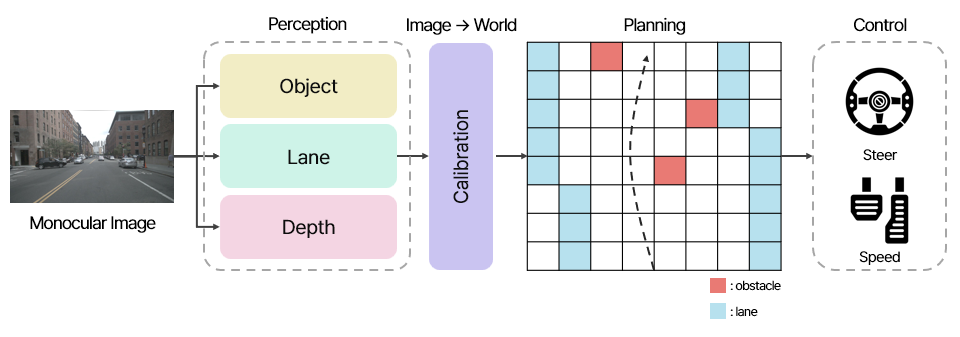 Perception
Image → World
Planning
Control
Object
Lane
Depth
Calibration
Monocular Image
Steer
Speed
: obstacle
: lane